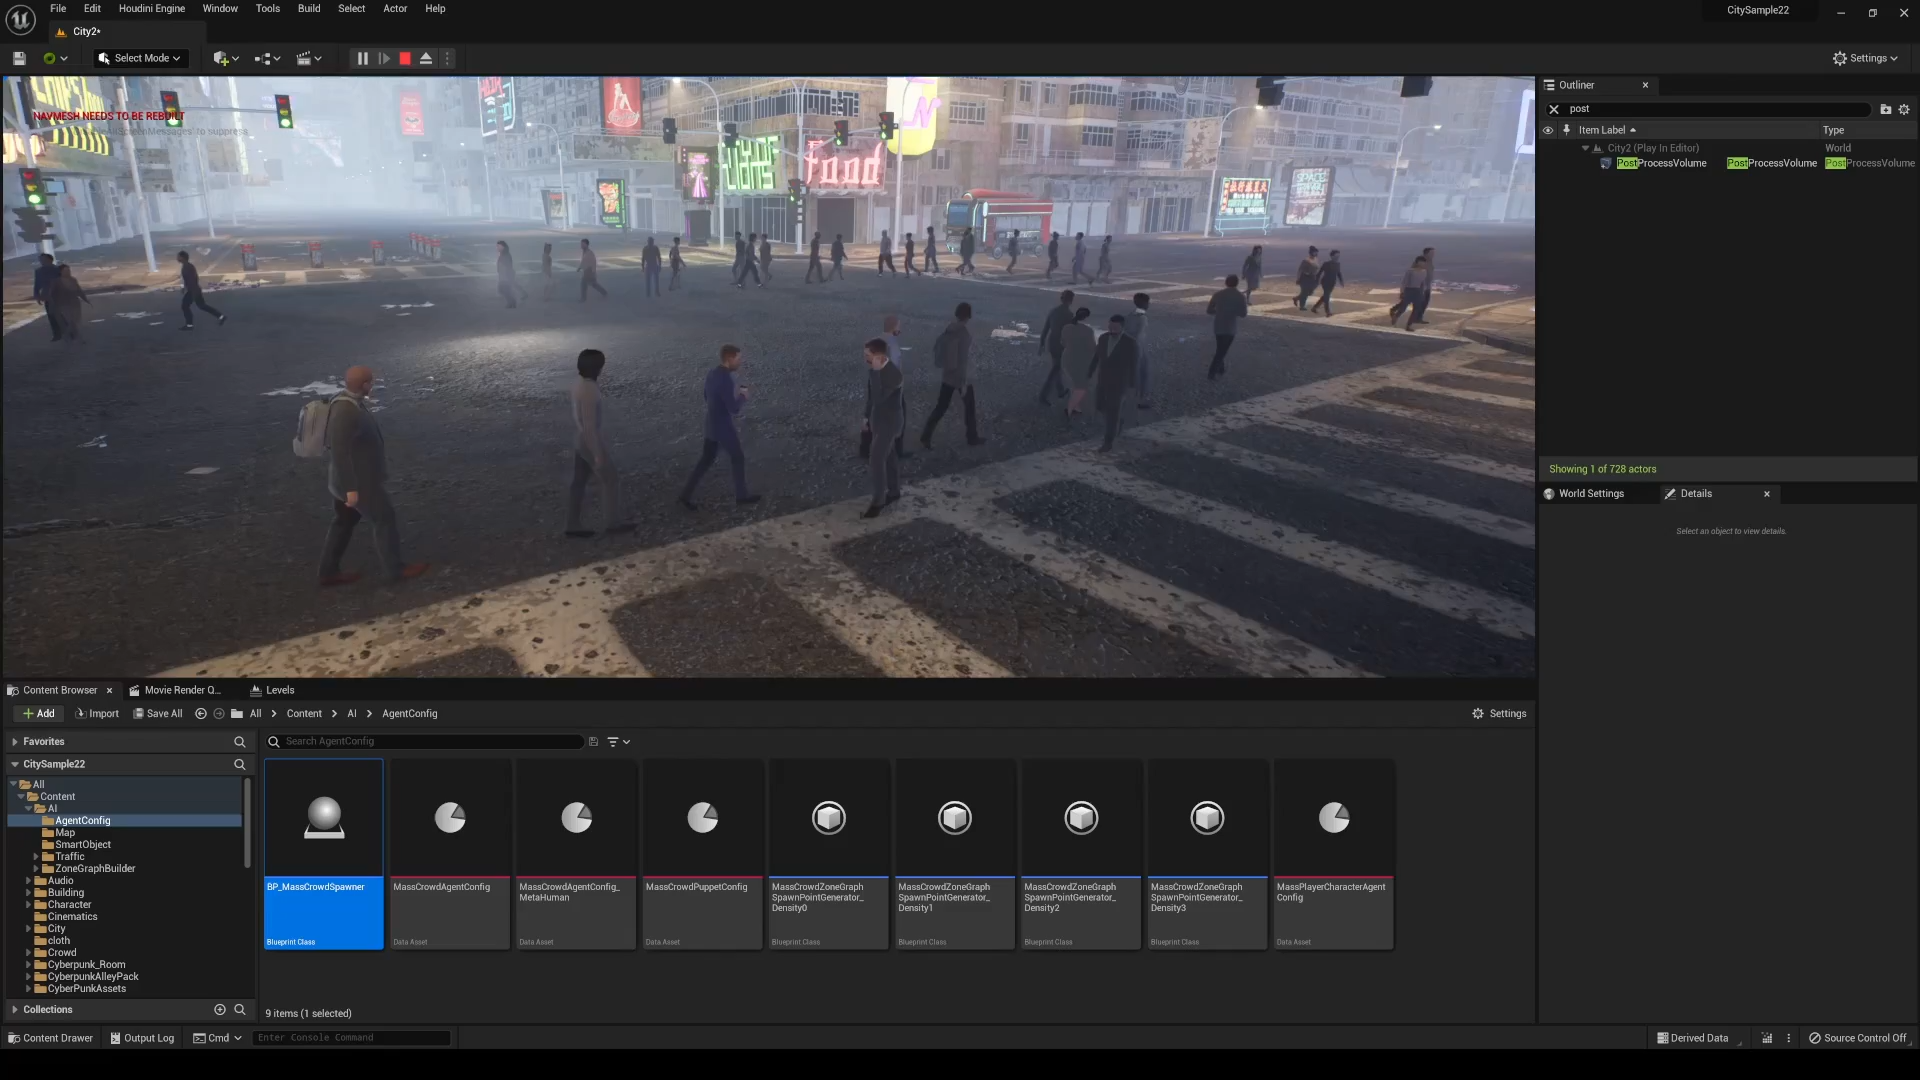 File Edit Houdini Engine Window Tools Build Select Actor Help
CitySample22
City2*
Select Mode
Settings
NAVMESH NEEDS TO BE REBUILT
to suppress
food
Outliner
post
Item Label Type
City2 (Play In Editor) World
PostProcessVolume PostProcessVolume PostProcessVolume
Showing 1 of 728 actors
World Settings Details
Select an object to view details.
Content Browser Movie Render Q... Levels
Add Import Save All All Content AI AgentConfig Settings
Favorites
Search AgentConfig
CitySample22
All
Content
AI
AgentConfig
Map
SmartObject
Traffic
ZoneGraphBuilder
Audio
Building
Character
Cinematics
City
cloth
Crowd
Cyberpunk_Room
CyberpunkAlleyPack
CyberPunkAssets
Collections
BP_MassCrowdSpawner
Blueprint Class
MassCrowdAgentConfig
Data Asset
MassCrowdAgentConfig_
MetaHuman
Data Asset
MassCrowdPuppetConfig
Data Asset
MassCrowdZoneGraph
SpawnPointGenerator_
Density0
Blueprint Class
MassCrowdZoneGraph
SpawnPointGenerator_
Density1
Blueprint Class
MassCrowdZoneGraph
SpawnPointGenerator_
Density2
Blueprint Class
MassCrowdZoneGraph
SpawnPointGenerator_
Density3
Blueprint Class
MassPlayerCharacterAgent
Config
Data Asset
9 items (1 selected)
Content Drawer Output Log Cmd Enter Console Command
Derived Data Source Control Off